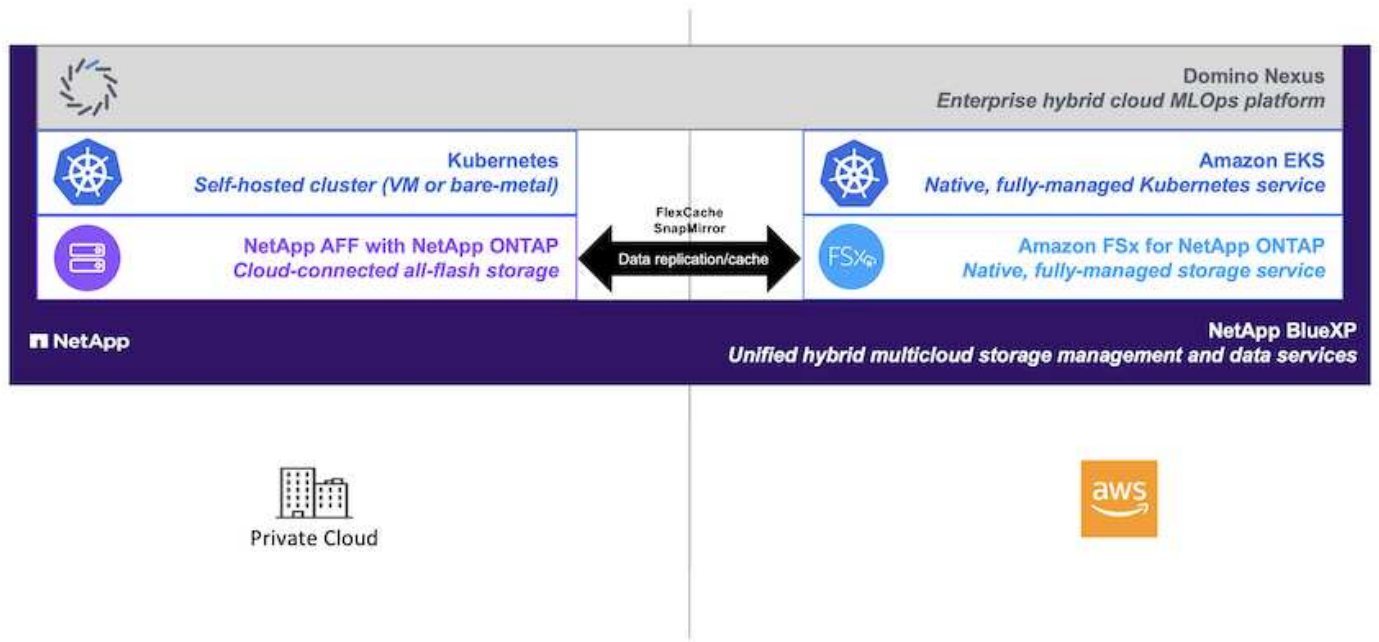 Domino Nexus
Enterprise hybrid cloud MLOps platform
Kubernetes
Self-hosted cluster (VM or bare-metal)
Amazon EKS
Native, fully-managed Kubernetes service
FlexCache
SnapMirror
Data replication/cache
NetApp AFF with NetApp ONTAP
Cloud-connected all-flash storage
FSx
Amazon FSx for NetApp ONTAP
Native, fully-managed storage service
NetApp
NetApp BlueXP
Unified hybrid multicloud storage management and data services
Private Cloud
aws